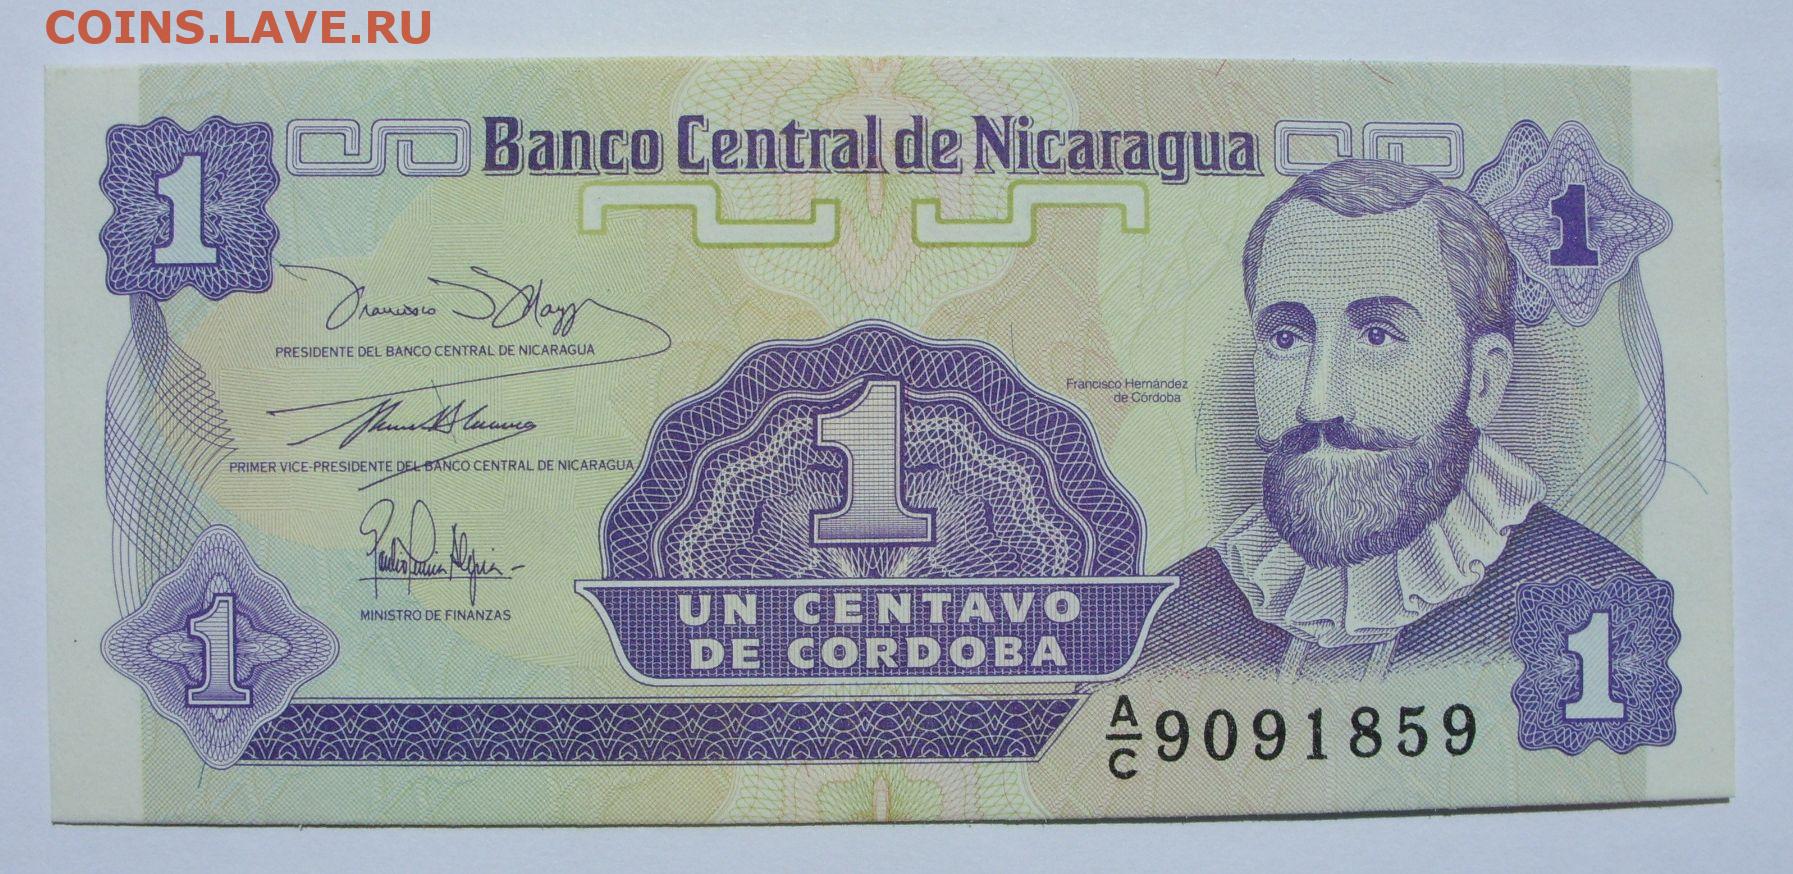 COINS.LAVE.RU
Banco Central de Nicaragua
1
1
PRESIDENTE DEL BANCO CENTRAL DE NICARAGUA
Francisco Hernández
de Córdoba
1
PRIMER VICE-PRESIDENTE DEL BANCO CENTRAL DE NICARAGUA
MINISTRO DE FINANZAS
UN CENTAVO
DE CORDOBA
1
1
A/C 9091859